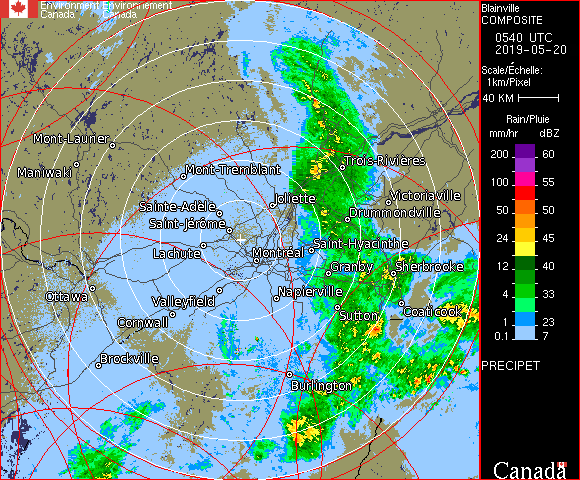 Environment Environnement
Canada Canada
Blainville
COMPOSITE
0540 UTC
2019-05-20
Scale/Échelle:
1km/Pixel
40 KM
Rain/Pluie
mm/hr dBZ
200 60
100 55
50 50
24 45
12 40
4 33
1 23
0.1 7
PRECIPET
Canada
Mont-Laurier
Maniwaki
Mont-Tremblant
Trois-Rivières
Sainte-Adèle
Joliette
Victoriaville
Saint-Jérôme
Drummondville
Lachute
Montréal
Saint-Hyacinthe
Granby
Sherbrooke
Ottawa
Valleyfield
Napierville
Cornwall
Sutton
Coaticook
Brockville
Burlington